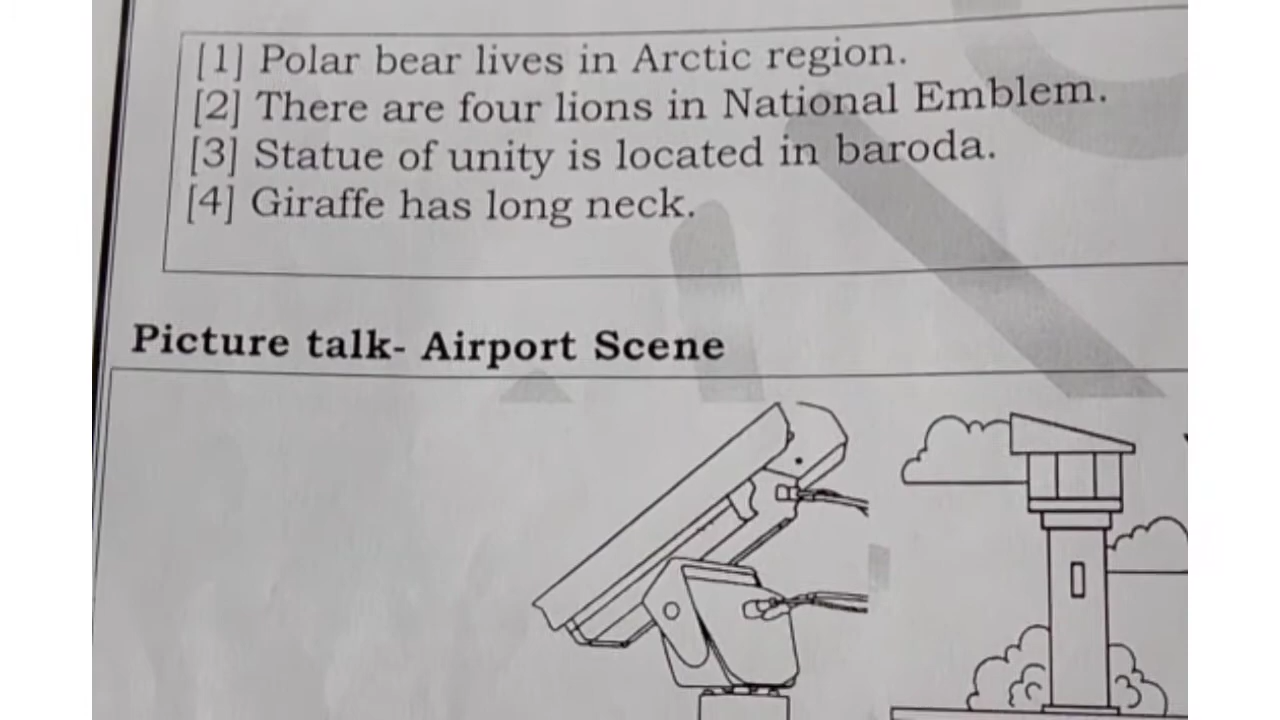 [1] Polar bear lives in Arctic region.
[2] There are four lions in National Emblem.
[3] Statue of unity is located in baroda.
[4] Giraffe has long neck.
Picture talk- Airport Scene